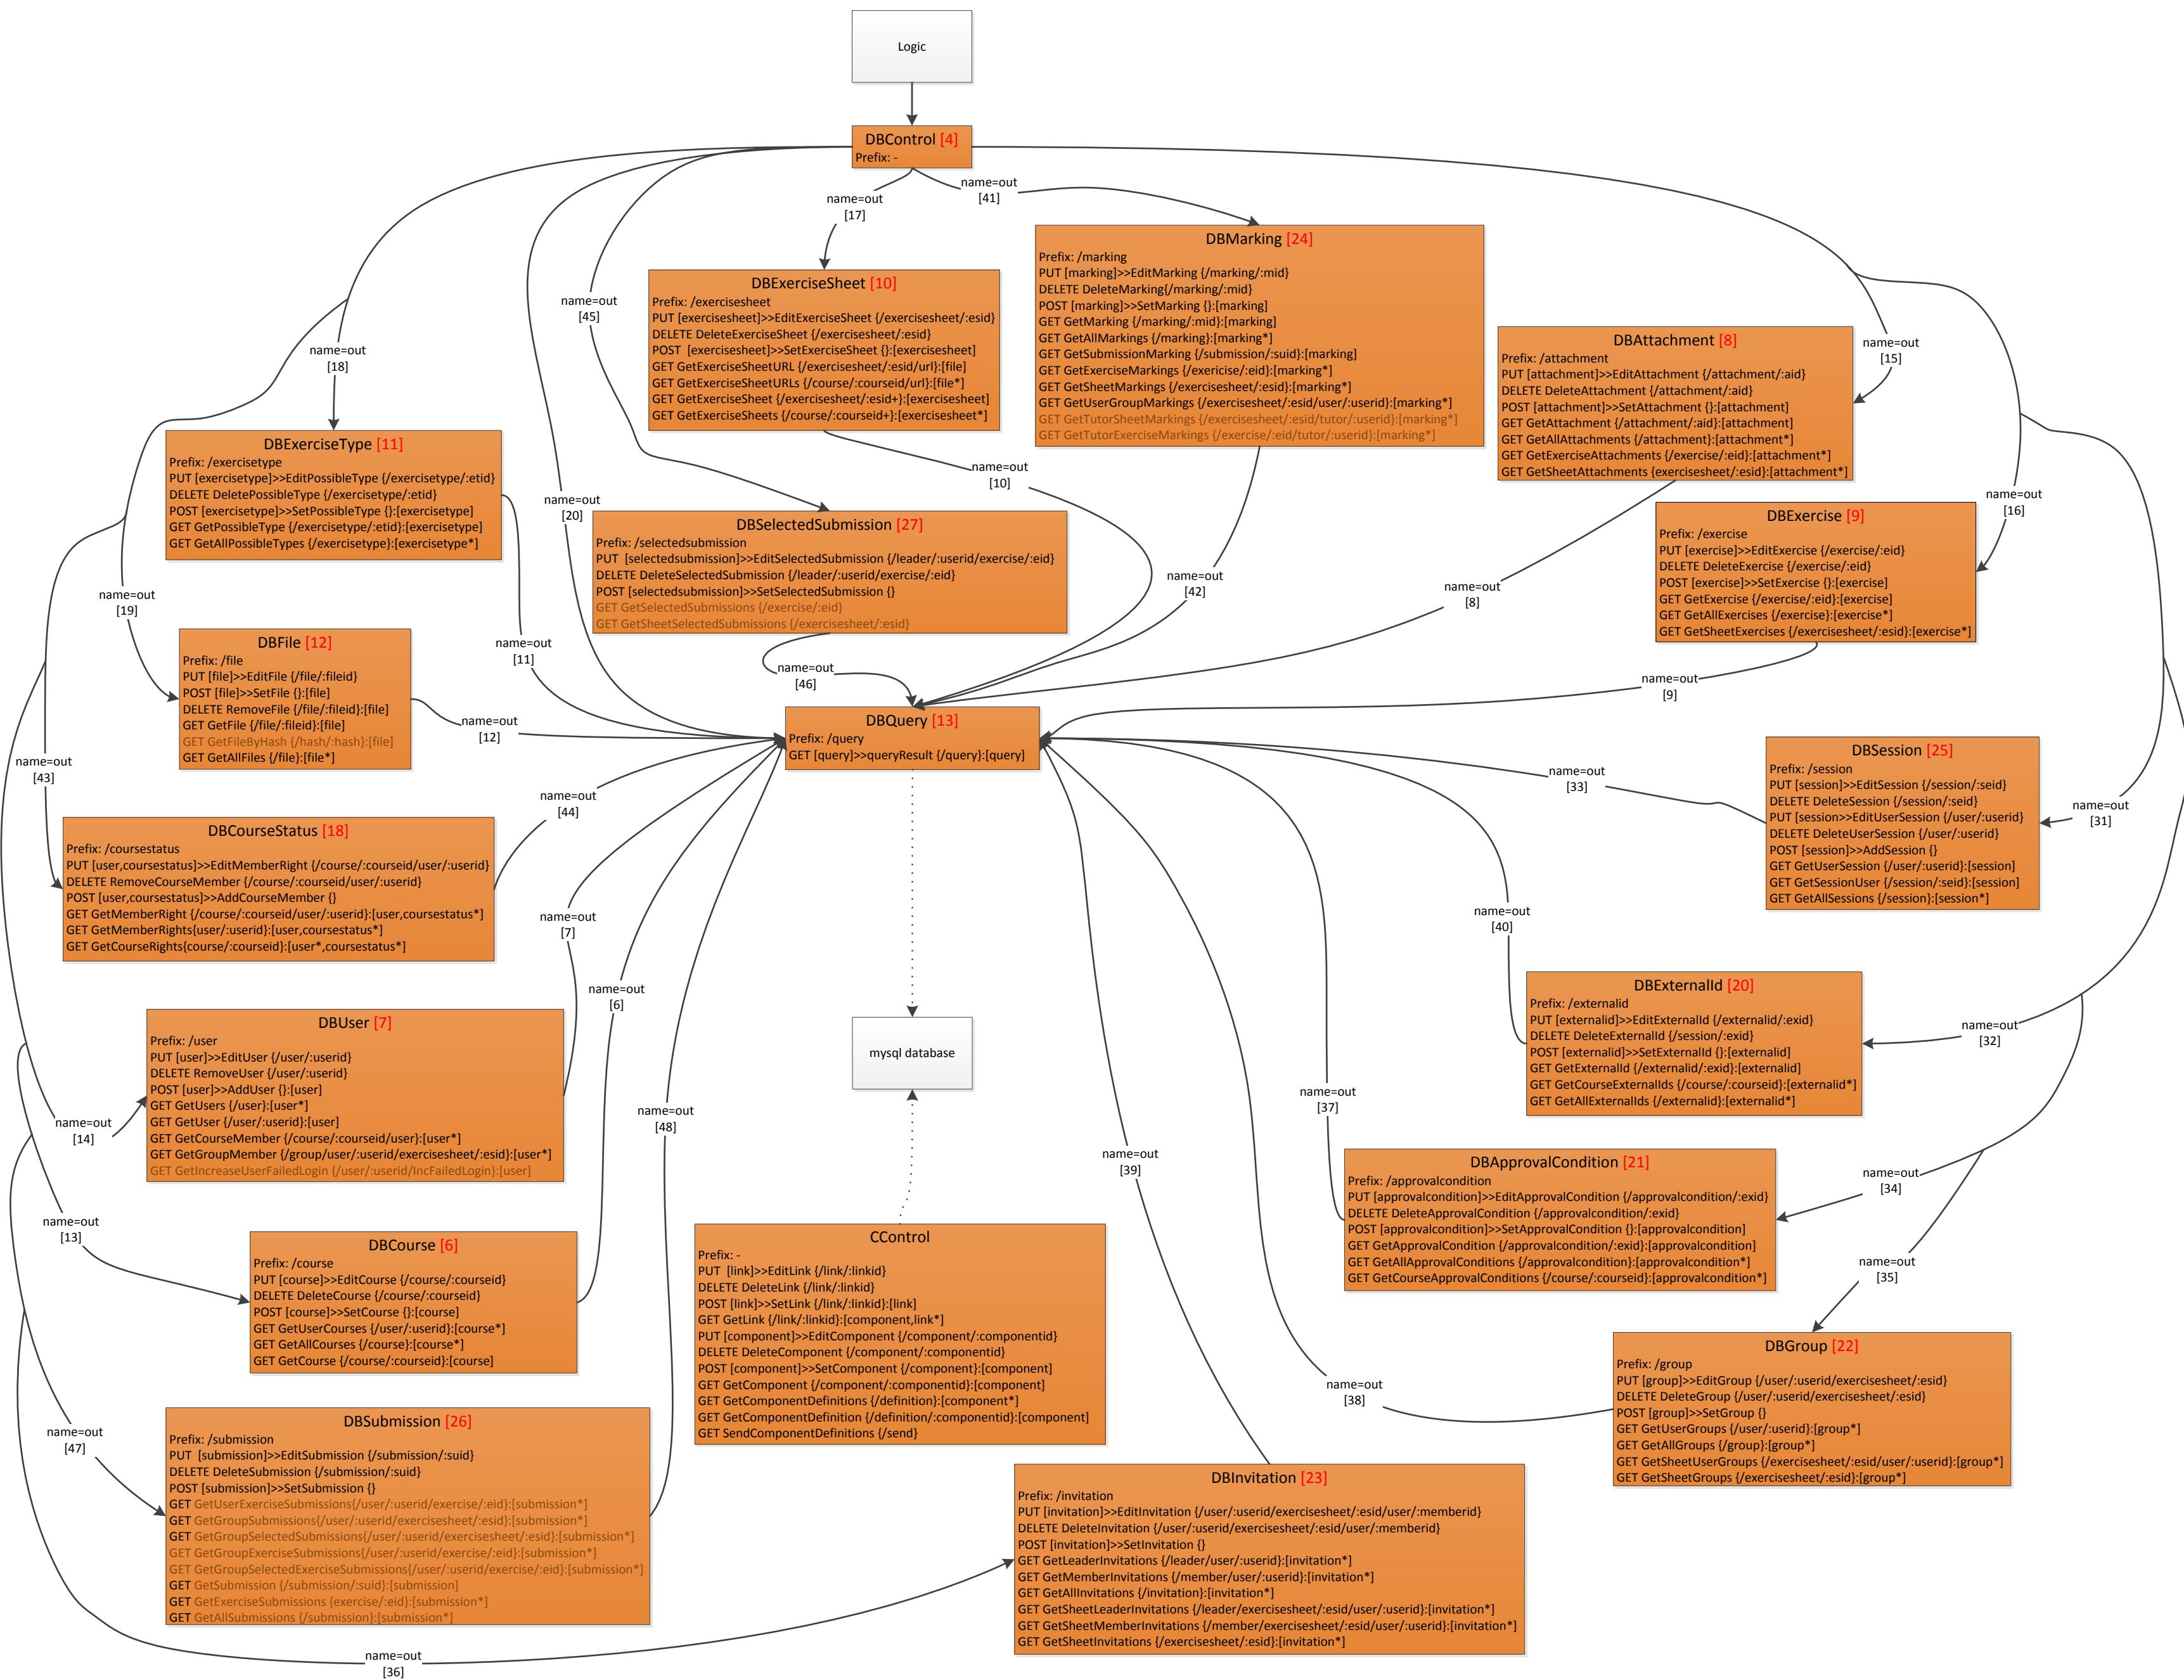 Logic
DBControl [4]
Prefix: -
name=out
[17]
name=out
[41]
name=out
[45]
name=out
[18]
name=out
[15]
DBMarking [24]
Prefix: /marking
PUT [marking]>>EditMarking {/marking/:mid}
DELETE DeleteMarking{/marking/:mid}
POST [marking]>>SetMarking {}:[marking]
GET GetMarking {/marking/:mid}:[marking]
GET GetAllMarkings {/marking}:[marking*]
GET GetSubmissionMarking {/submission/:suid}:[marking]
GET GetExerciseMarkings {/exericise/:eid}:[marking*]
GET GetSheetMarkings {/exercisesheet/:esid}:[marking*]
GET GetUserGroupMarkings {/exercisesheet/:esid/user/:userid}:[marking*]
GET GetTutorSheetMarkings {/exercisesheet/:esid/tutor/:userid}:[marking*]
GET GetTutorExerciseMarkings {/exercise/:eid/tutor/:userid}:[marking*]
DBExerciseSheet [10]
Prefix: /exercisesheet
PUT [exercisesheet]>>EditExerciseSheet {/exercisesheet/:esid}
DELETE DeleteExerciseSheet {/exercisesheet/:esid}
POST  [exercisesheet]>>SetExerciseSheet {}:[exercisesheet]
GET GetExerciseSheetURL {/exercisesheet/:esid/url}:[file]
GET GetExerciseSheetURLs {/course/:courseid/url}:[file*]
GET GetExerciseSheet {/exercisesheet/:esid+}:[exercisesheet]
GET GetExerciseSheets {/course/:courseid+}:[exercisesheet*]
DBAttachment [8]
Prefix: /attachment
PUT [attachment]>>EditAttachment {/attachment/:aid}
DELETE DeleteAttachment {/attachment/:aid}
POST [attachment]>>SetAttachment {}:[attachment]
GET GetAttachment {/attachment/:aid}:[attachment]
GET GetAllAttachments {/attachment}:[attachment*]
GET GetExerciseAttachments {/exercise/:eid}:[attachment*]
GET GetSheetAttachments {exercisesheet/:esid}:[attachment*]
DBExerciseType [11]
Prefix: /exercisetype
PUT [exercisetype]>>EditPossibleType {/exercisetype/:etid}
DELETE DeletePossibleType {/exercisetype/:etid}
POST [exercisetype]>>SetPossibleType {}:[exercisetype]
GET GetPossibleType {/exercisetype/:etid}:[exercisetype]
GET GetAllPossibleTypes {/exercisetype}:[exercisetype*]
name=out
[10]
name=out
[20]
name=out
[16]
DBSelectedSubmission [27]
Prefix: /selectedsubmission
PUT  [selectedsubmission]>>EditSelectedSubmission {/leader/:userid/exercise/:eid}
DELETE DeleteSelectedSubmission {/leader/:userid/exercise/:eid}
POST [selectedsubmission]>>SetSelectedSubmission {}
GET GetSelectedSubmissions {/exercise/:eid}
GET GetSheetSelectedSubmissions {/exercisesheet/:esid}
DBExercise [9]
Prefix: /exercise
PUT [exercise]>>EditExercise {/exercise/:eid}
DELETE DeleteExercise {/exercise/:eid}
POST [exercise]>>SetExercise {}:[exercise]
GET GetExercise {/exercise/:eid}:[exercise]
GET GetAllExercises {/exercise}:[exercise*]
GET GetSheetExercises {/exercisesheet/:esid}:[exercise*]
name=out
[42]
name=out
[8]
name=out
[19]
name=out
[11]
name=out
[46]
name=out
[9]
DBFile [12]
Prefix: /file
PUT [file]>>EditFile {/file/:fileid}
POST [file]>>SetFile {}:[file]
DELETE RemoveFile {/file/:fileid}:[file]
GET GetFile {/file/:fileid}:[file]
GET GetFileByHash {/hash/:hash}:[file]
GET GetAllFiles {/file}:[file*]
name=out
[12]
DBQuery [13]
Prefix: /query
GET [query]>>queryResult {/query}:[query]
name=out
[43]
name=out
[44]
name=out
[33]
DBSession [25]
Prefix: /session
PUT [session]>>EditSession {/session/:seid}
DELETE DeleteSession {/session/:seid}
PUT [session>>EditUserSession {/user/:userid}
DELETE DeleteUserSession {/user/:userid}
POST [session]>>AddSession {}
GET GetUserSession {/user/:userid}:[session]
GET GetSessionUser {/session/:seid}:[session]
GET GetAllSessions {/session}:[session*]
name=out
[31]
DBCourseStatus [18]
Prefix: /coursestatus
PUT [user,coursestatus]>>EditMemberRight {/course/:courseid/user/:userid}
DELETE RemoveCourseMember {/course/:courseid/user/:userid}
POST [user,coursestatus]>>AddCourseMember {}
GET GetMemberRight {/course/:courseid/user/:userid}:[user,coursestatus*]
GET GetMemberRights{user/:userid}:[user,coursestatus*]
GET GetCourseRights{course/:courseid}:[user*,coursestatus*]
name=out
[7]
name=out
[40]
name=out
[6]
DBExternalId [20]
Prefix: /externalid
PUT [externalid]>>EditExternalId {/externalid/:exid}
DELETE DeleteExternalId {/session/:exid}
POST [externalid]>>SetExternalId {}:[externalid]
GET GetExternalId {/externalid/:exid}:[externalid]
GET GetCourseExternalIds {/course/:courseid}:[externalid*]
GET GetAllExternalIds {/externalid}:[externalid*]
name=out
[32]
DBUser [7]
Prefix: /user
PUT [user]>>EditUser {/user/:userid}
DELETE RemoveUser {/user/:userid}
POST [user]>>AddUser {}:[user]
GET GetUsers {/user}:[user*]
GET GetUser {/user/:userid}:[user]
GET GetCourseMember {/course/:courseid/user}:[user*]
GET GetGroupMember {/group/user/:userid/exercisesheet/:esid}:[user*]
GET GetIncreaseUserFailedLogin {/user/:userid/IncFailedLogin}:[user]
mysql database
name=out
[14]
name=out
[48]
name=out
[37]
name=out
[39]
DBApprovalCondition [21]
Prefix: /approvalcondition
PUT [approvalcondition]>>EditApprovalCondition {/approvalcondition/:exid}
DELETE DeleteApprovalCondition {/approvalcondition/:exid}
POST [approvalcondition]>>SetApprovalCondition {}:[approvalcondition]
GET GetApprovalCondition {/approvalcondition/:exid}:[approvalcondition]
GET GetAllApprovalConditions {/approvalcondition}:[approvalcondition*]
GET GetCourseApprovalConditions {/course/:courseid}:[approvalcondition*]
name=out
[34]
name=out
[13]
DBCourse [6]
Prefix: /course
PUT [course]>>EditCourse {/course/:courseid}
DELETE DeleteCourse {/course/:courseid}
POST [course]>>SetCourse {}:[course]
GET GetUserCourses {/user/:userid}:[course*]
GET GetAllCourses {/course}:[course*]
GET GetCourse {/course/:courseid}:[course]
CControl
Prefix: -
PUT  [link]>>EditLink {/link/:linkid}
DELETE DeleteLink {/link/:linkid}
POST [link]>>SetLink {/link/:linkid}:[link]
GET GetLink {/link/:linkid}:[component,link*]
PUT [component]>>EditComponent {/component/:componentid}
DELETE DeleteComponent {/component/:componentid}
POST [component]>>SetComponent {/component}:[component]
GET GetComponent {/component/:componentid}:[component]
GET GetComponentDefinitions {/definition}:[component*]
GET GetComponentDefinition {/definition/:componentid}:[component]
GET SendComponentDefinitions {/send}
name=out
[35]
name=out
[38]
DBGroup [22]
Prefix: /group
PUT [group]>>EditGroup {/user/:userid/exercisesheet/:esid}
DELETE DeleteGroup {/user/:userid/exercisesheet/:esid}
POST [group]>>SetGroup {}
GET GetUserGroups {/user/:userid}:[group*]
GET GetAllGroups {/group}:[group*]
GET GetSheetUserGroups {/exercisesheet/:esid/user/:userid}:[group*]
GET GetSheetGroups {/exercisesheet/:esid}:[group*]
name=out
[47]
DBSubmission [26]
Prefix: /submission
PUT  [submission]>>EditSubmission {/submission/:suid}
DELETE DeleteSubmission {/submission/:suid}
POST [submission]>>SetSubmission {}
GET GetUserExerciseSubmissions{/user/:userid/exercise/:eid}:[submission*]
GET GetGroupSubmissions{/user/:userid/exercisesheet/:esid}:[submission*]
GET GetGroupSelectedSubmissions{/user/:userid/exercisesheet/:esid}:[submission*]
GET GetGroupExerciseSubmissions{/user/:userid/exercise/:eid}:[submission*]
GET GetGroupSelectedExerciseSubmissions{/user/:userid/exercise/:eid}:[submission*]
GET GetSubmission {/submission/:suid}:[submission]
GET GetExerciseSubmissions {exercise/:eid}:[submission*]
GET GetAllSubmissions {/submission}:[submission*]
DBInvitation [23]
Prefix: /invitation
PUT [invitation]>>EditInvitation {/user/:userid/exercisesheet/:esid/user/:memberid}
DELETE DeleteInvitation {/user/:userid/exercisesheet/:esid/user/:memberid}
POST [invitation]>>SetInvitation {}
GET GetLeaderInvitations {/leader/user/:userid}:[invitation*]
GET GetMemberInvitations {/member/user/:userid}:[invitation*]
GET GetAllInvitations {/invitation}:[invitation*]
GET GetSheetLeaderInvitations {/leader/exercisesheet/:esid/user/:userid}:[invitation*]
GET GetSheetMemberInvitations {/member/exercisesheet/:esid/user/:userid}:[invitation*]
GET GetSheetInvitations {/exercisesheet/:esid}:[invitation*]
name=out
[36]